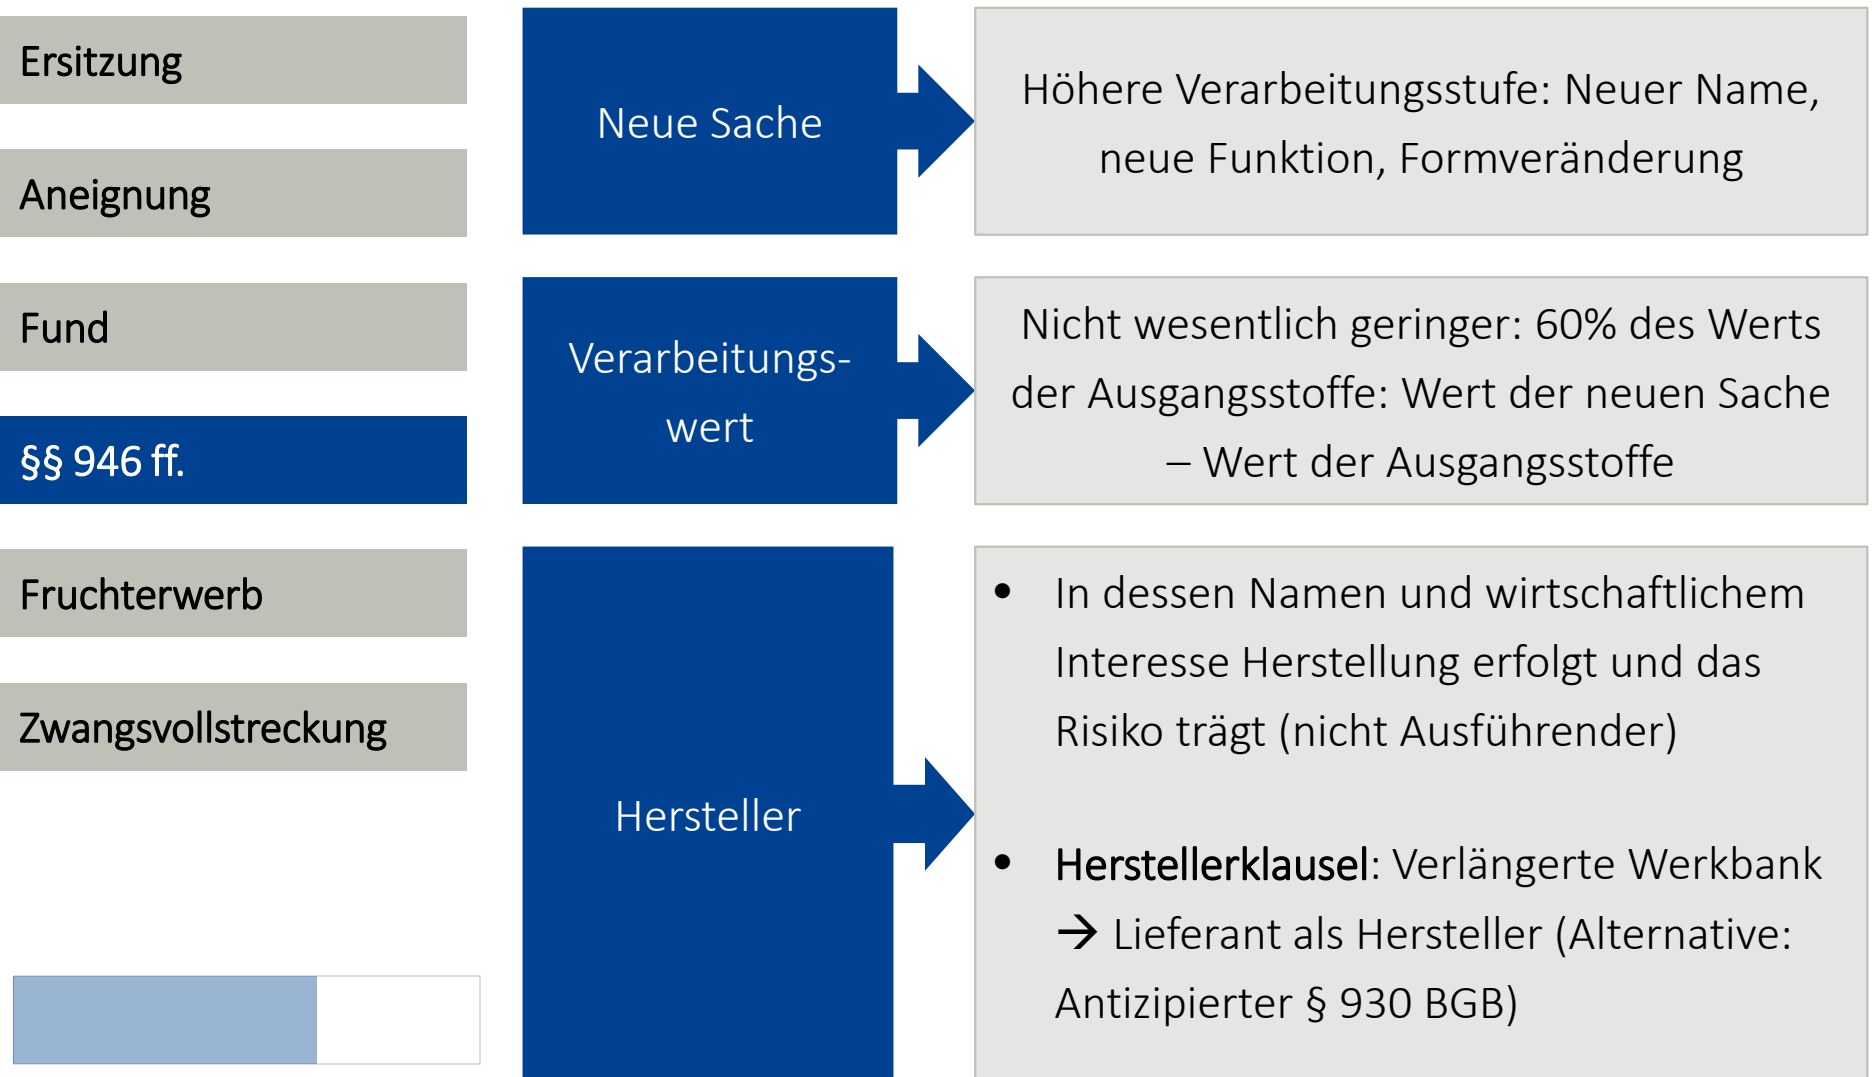 Ersitzung
Aneignung
Fund
§§ 946 ff.
Fruchterwerb
Zwangsvollstreckung
Neue Sache
Höhere Verarbeitungsstufe: Neuer Name,
neue Funktion, Formveränderung
Verarbeitungs-
wert
Nicht wesentlich geringer: 60% des Werts
der Ausgangsstoffe: Wert der neuen Sache
– Wert der Ausgangsstoffe
Hersteller
• In dessen Namen und wirtschaftlichem
Interesse Herstellung erfolgt und das
Risiko trägt (nicht Ausführender)
• Herstellerklausel: Verlängerte Werkbank
→ Lieferant als Hersteller (Alternative:
Antizipierter § 930 BGB)